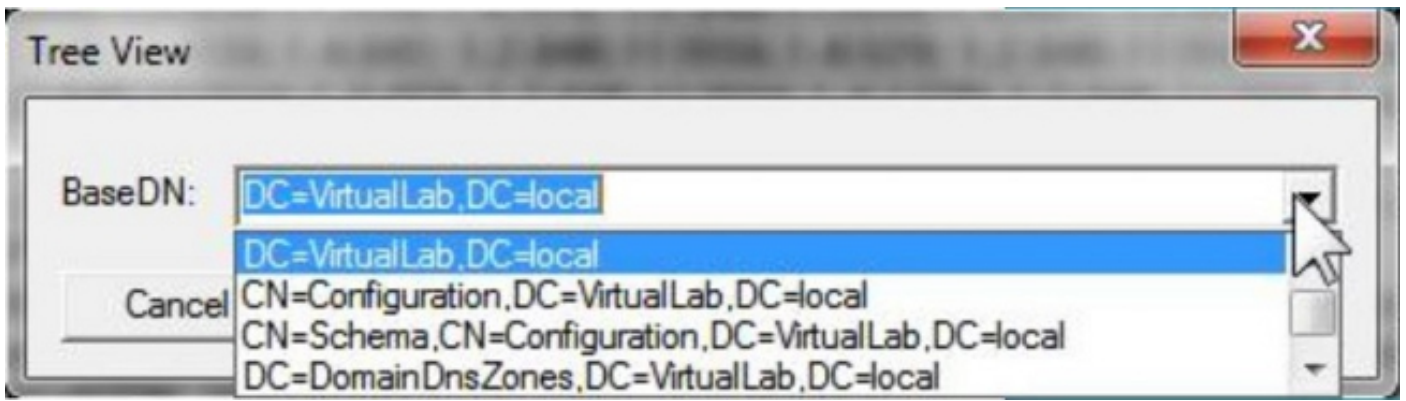 Tree View
BaseDN: DC=VirtualLab,DC=local
DC=VirtualLab,DC=local
Cancel
CN=Configuration,DC=VirtualLab,DC=local
CN=Schema,CN=Configuration,DC=VirtualLab,DC=local
DC=DomainDnsZones,DC=VirtualLab,DC=local